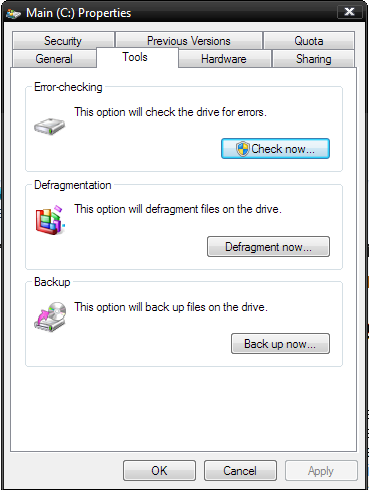 Main (C:) Properties
Security Previous Versions Quota
General Tools Hardware Sharing
Error-checking
This option will check the drive for errors.
Check now...
Defragmentation
This option will defragment files on the drive.
Defragment now...
Backup
This option will back up files on the drive.
Back up now...
OK Cancel Apply